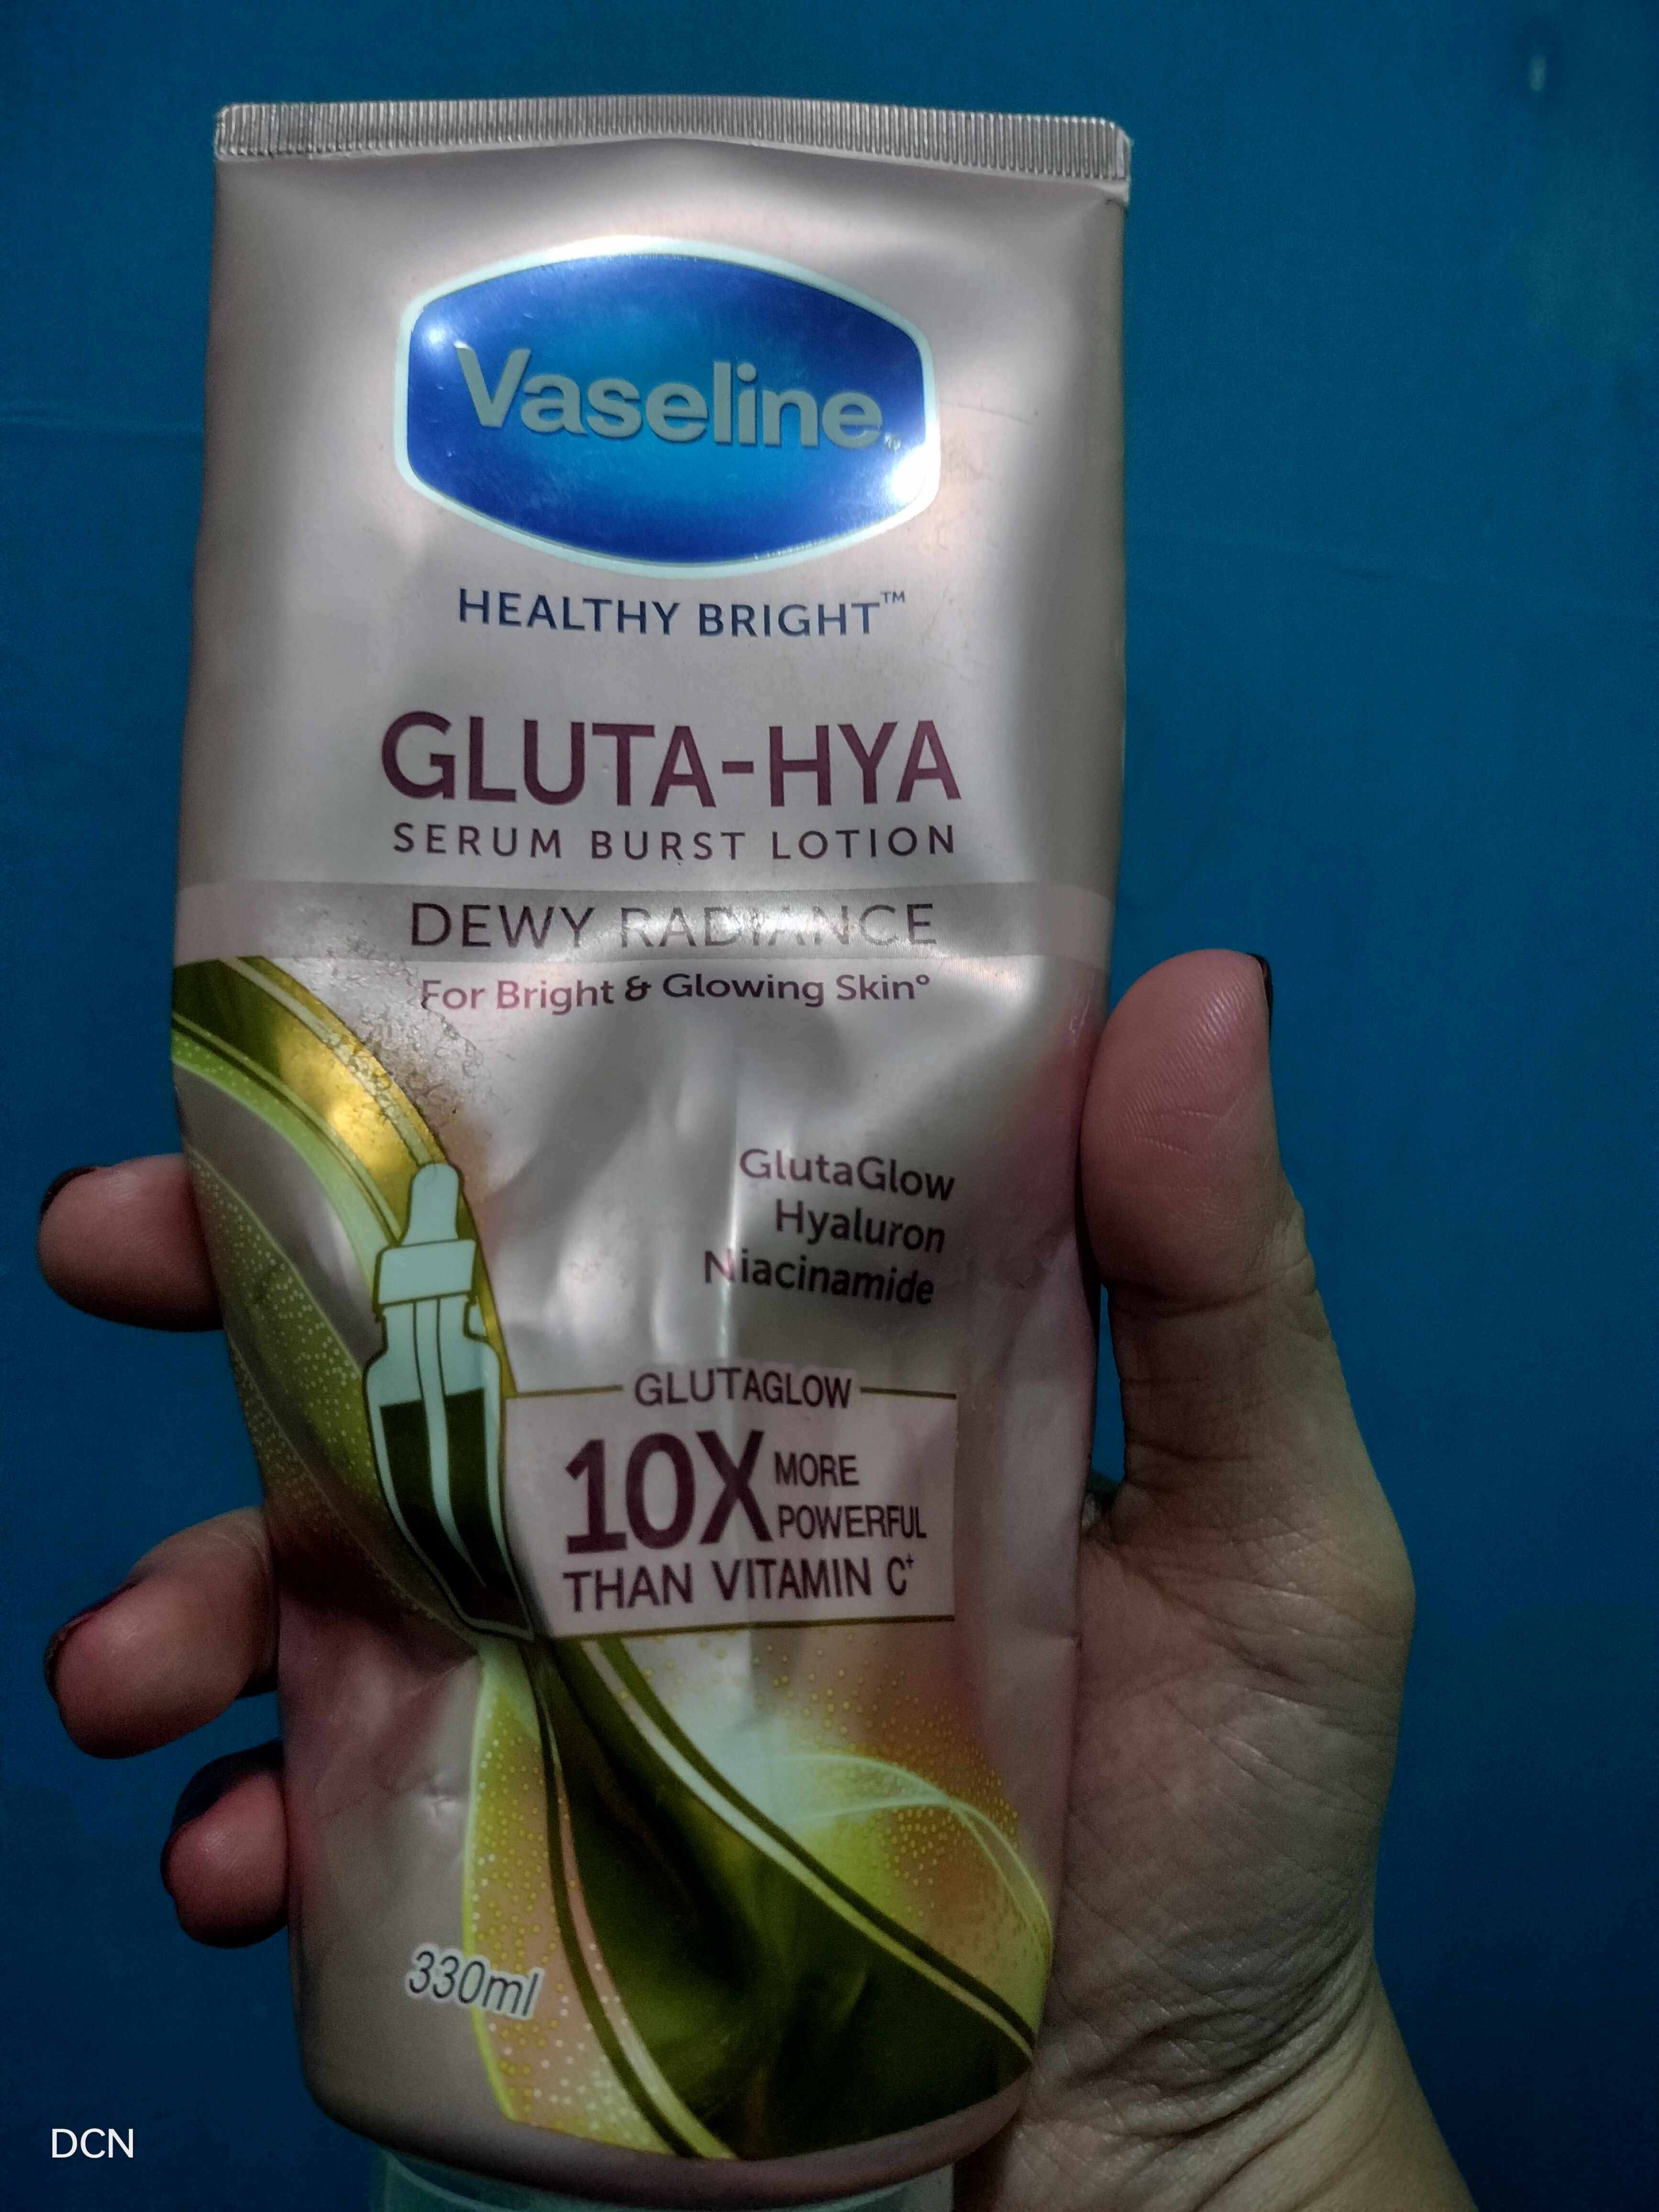 Vaseline®
HEALTHY BRIGHT™
GLUTA-HYA
SERUM BURST LOTION
DEWY RADIANCE
For Bright & Glowing Skin°
GlutaGlow
Hyaluron
Niacinamide
GLUTAGLOW
10X MORE
POWERFUL
THAN VITAMIN C⁺
330ml
DCN